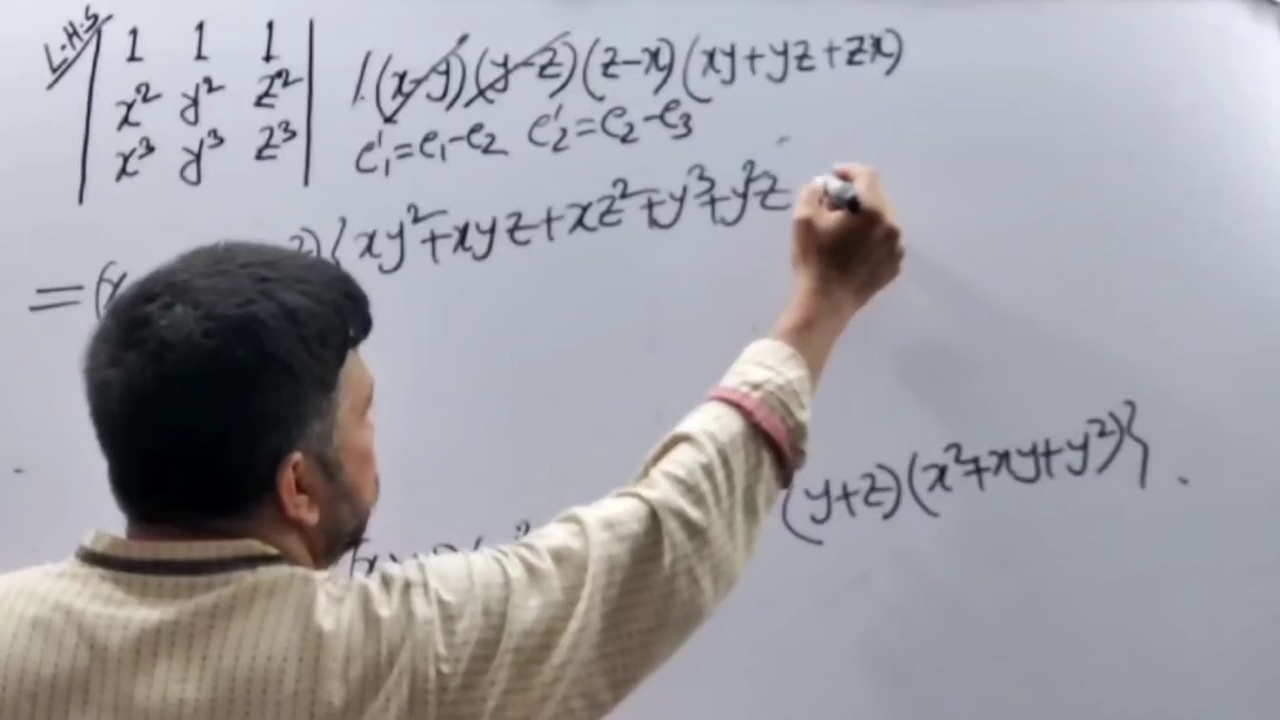 L.H.S
| 1 1 1 |
| x² y² z² |
| x³ y³ z³ |
(x-y)(y-z)(z-x)(xy+yz+zx)
c₁'=c₁-c₂ c₂'=c₂-c₃
=(x ){xy²+xyz+xz²+y³+y²z
(y+z)(x²+xy+y²)}